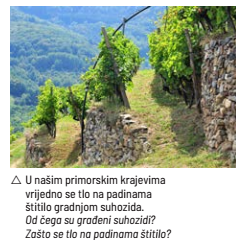 △ U našim primorskim krajevima
vrijedno se tlo na padinama
štitilo gradnjom suhozida.
Od čega su građeni suhozidi?
Zašto se tlo na padinama štitilo?